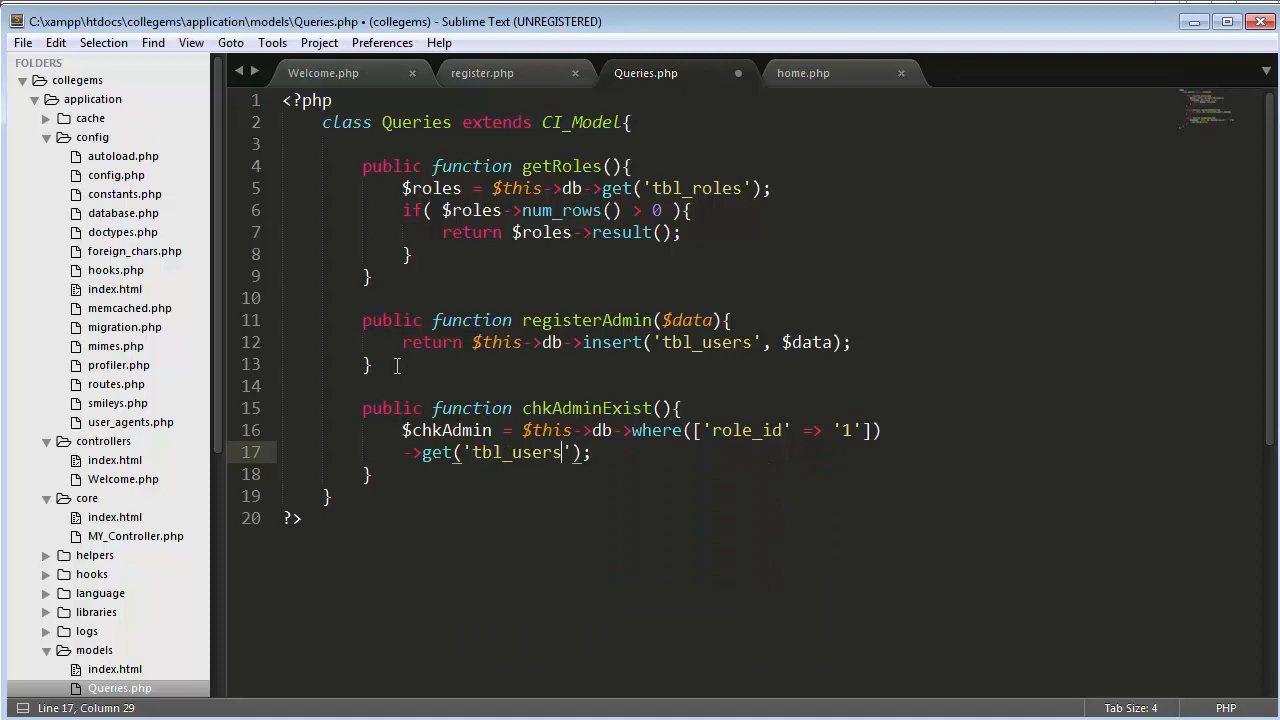 C:\xampp\htdocs\collegems\application\models\Queries.php • (collegems) - Sublime Text (UNREGISTERED)
File Edit Selection Find View Goto Tools Project Preferences Help
FOLDERS
collegems
application
cache
config
autoload.php
config.php
constants.php
database.php
doctypes.php
foreign_chars.php
hooks.php
index.html
memcached.php
migration.php
mimes.php
profiler.php
routes.php
smileys.php
user_agents.php
controllers
index.html
Welcome.php
core
index.html
MY_Controller.php
helpers
hooks
language
libraries
logs
models
index.html
Queries.php
Welcome.php × register.php × Queries.php home.php ×
1 <?php
2 class Queries extends CI_Model{
3
4 public function getRoles(){
5 $roles = $this->db->get('tbl_roles');
6 if( $roles->num_rows() > 0 ){
7 return $roles->result();
8 }
9 }
10
11 public function registerAdmin($data){
12 return $this->db->insert('tbl_users', $data);
13 }
14
15 public function chkAdminExist(){
16 $chkAdmin = $this->db->where(['role_id' => '1'])
17 ->get('tbl_users');
18 }
19 }
20 ?>
Line 17, Column 29 Tab Size: 4 PHP